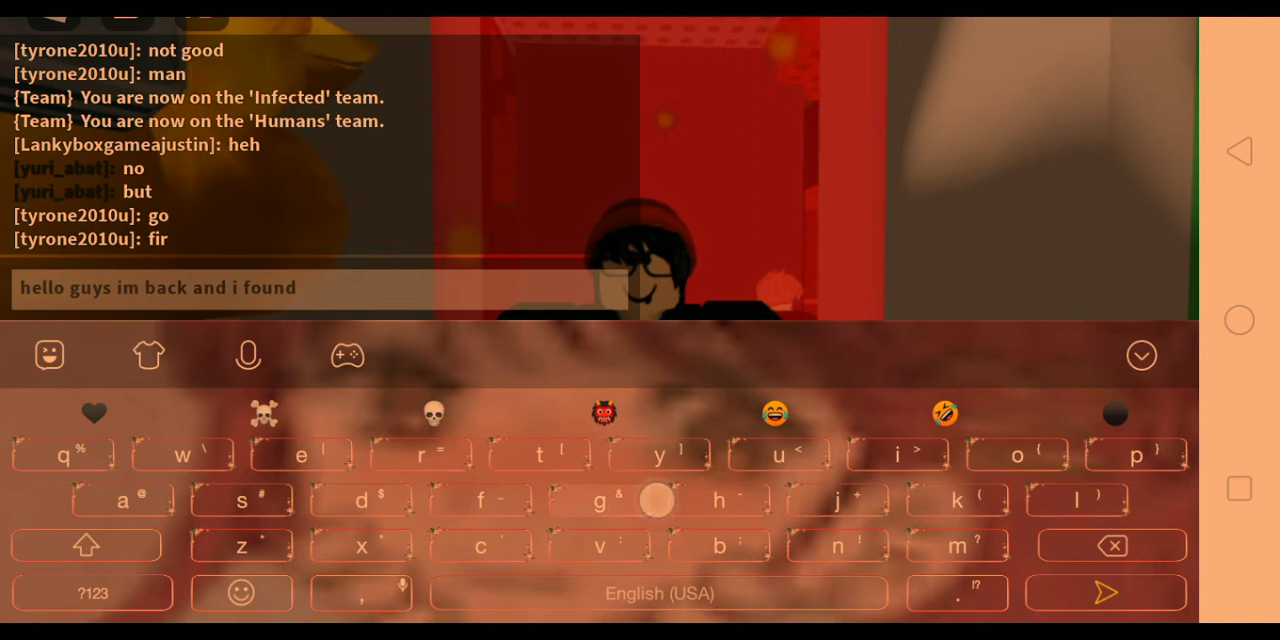 [tyrone2010u]: not good
[tyrone2010u]: man
{Team} You are now on the 'Infected' team.
{Team} You are now on the 'Humans' team.
[Lankyboxgameajustin]: heh
[yuri_abat]: no
[yuri_abat]: but
[tyrone2010u]: go
[tyrone2010u]: fir
hello guys im back and i found
q % w \ e | r = t [ y ] u < i > o { p }
a @ s # d $ f - g & h - j + k ( l )
z x c v : b ; n ! m ?
?123 , English (USA) . !?